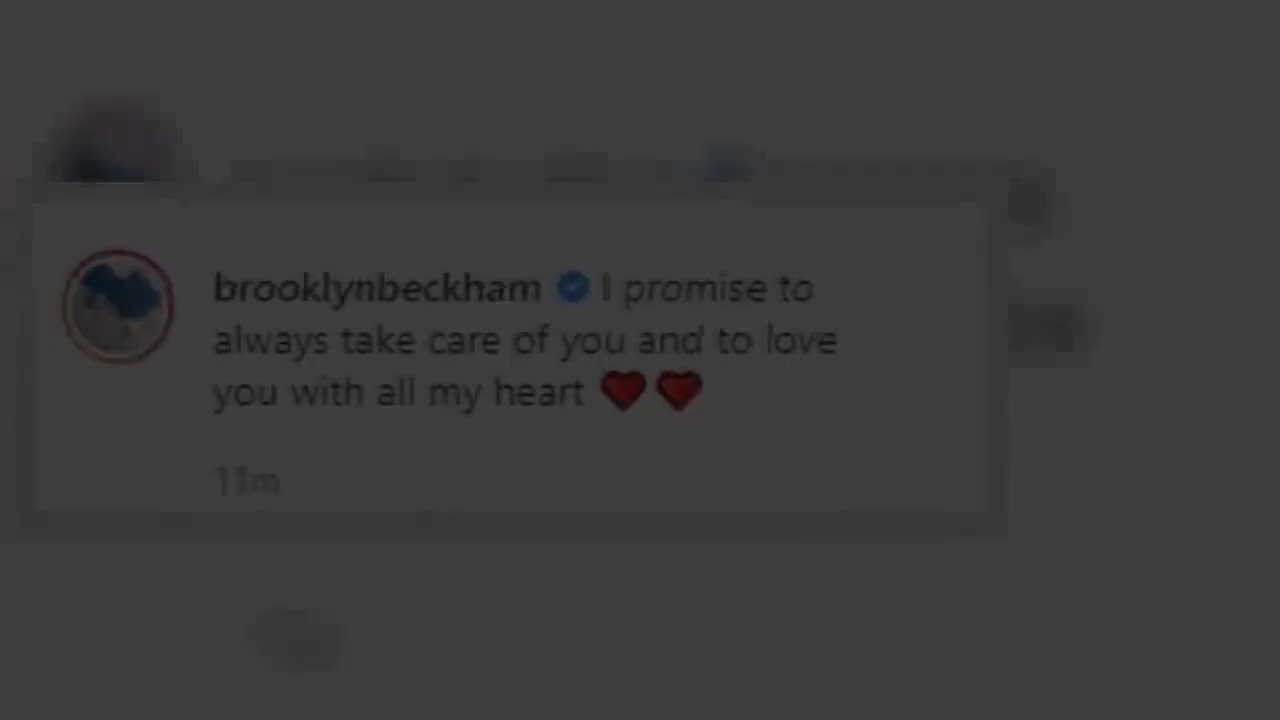 brooklynbeckham I promise to
always take care of you and to love
you with all my heart ❤️❤️
11m